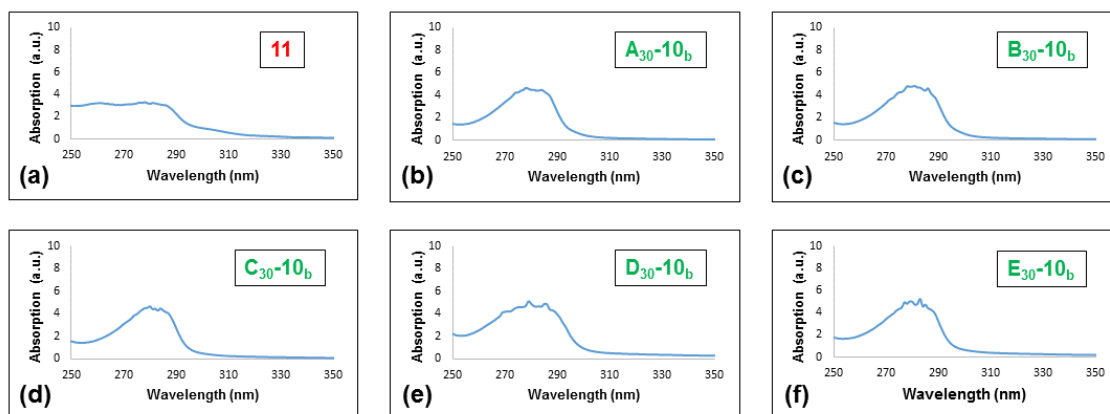 11
Absorption (a.u.)
10
8
6
4
2
0
250 270 290 310 330 350
Wavelength (nm)
(a)
A30-10b
Absorption (a.u.)
10
8
6
4
2
0
250 270 290 310 330 350
Wavelength (nm)
(b)
B30-10b
Absorption (a.u.)
10
8
6
4
2
0
250 270 290 310 330 350
Wavelength (nm)
(c)
C30-10b
Absorption (a.u.)
10
8
6
4
2
0
250 270 290 310 330 350
Wavelength (nm)
(d)
D30-10b
Absorption (a.u.)
10
8
6
4
2
0
250 270 290 310 330 350
Wavelength (nm)
(e)
E30-10b
Absorption (a.u.)
10
8
6
4
2
0
250 270 290 310 330 350
Wavelength (nm)
(f)